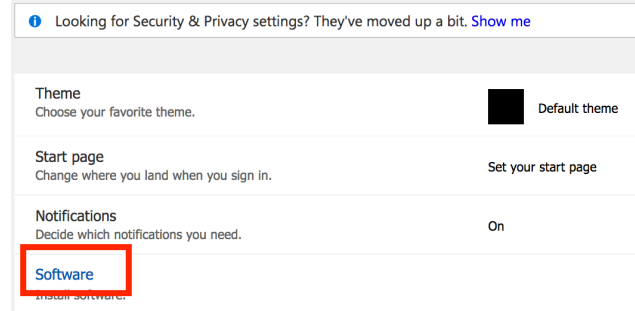 Looking for Security & Privacy settings? They've moved up a bit. Show me
Theme
Choose your favorite theme.
Default theme
Start page
Change where you land when you sign in.
Set your start page
Notifications
Decide which notifications you need.
On
Software
Install software.